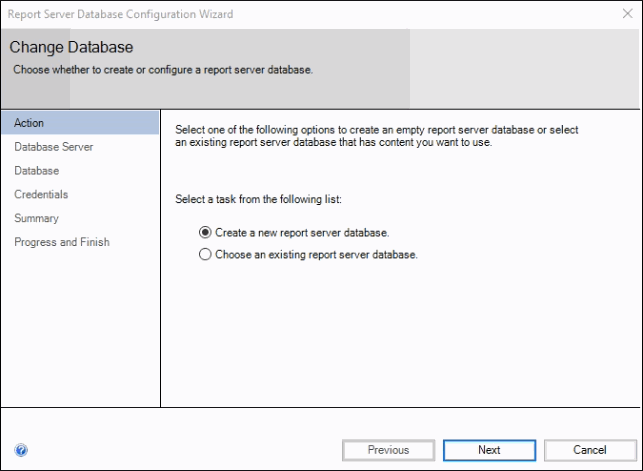 Report Server Database Configuration Wizard
Change Database
Choose whether to create or configure a report server database.
Action
Database Server
Database
Credentials
Summary
Progress and Finish
Select one of the following options to create an empty report server database or select
an existing report server database that has content you want to use.
Select a task from the following list:
Create a new report server database.
Choose an existing report server database.
Previous
Next
Cancel